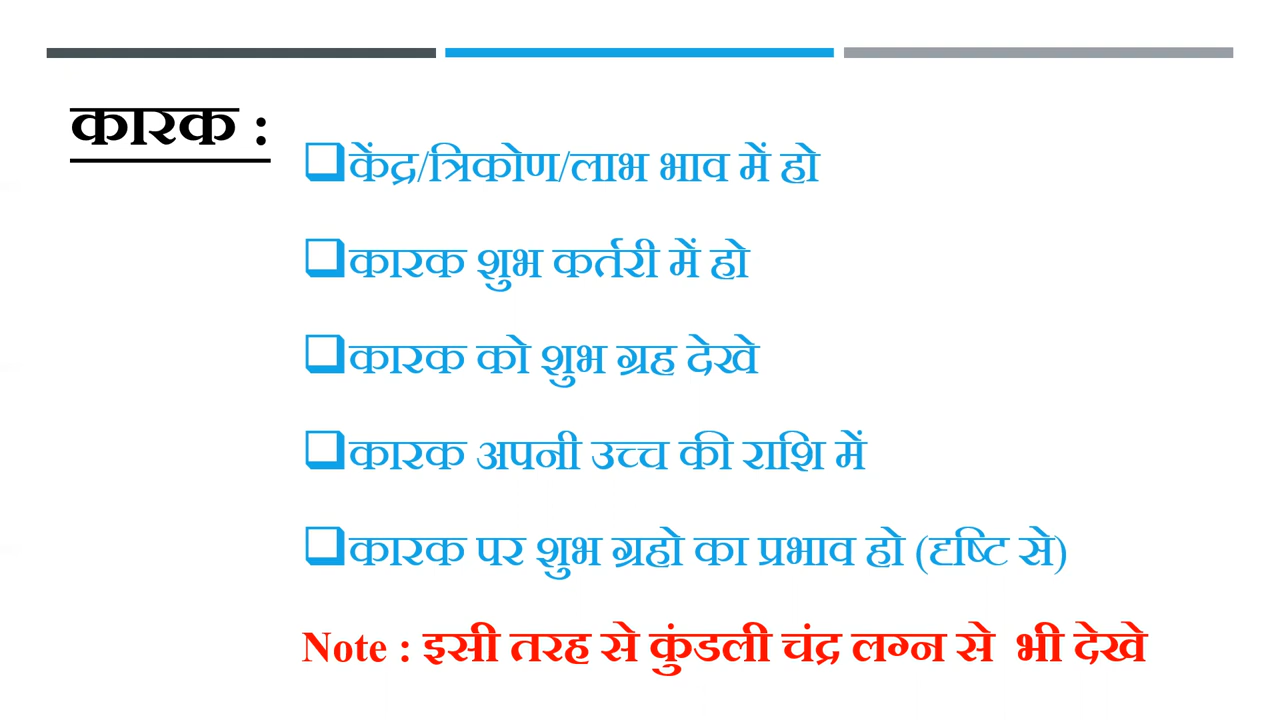 कारक :
❑केंद्र/त्रिकोण/लाभ भाव में हो
❑कारक शुभ कर्तरी में हो
❑कारक को शुभ ग्रह देखे
❑कारक अपनी उच्च की राशि में
❑कारक पर शुभ ग्रहो का प्रभाव हो (दृष्टि से)
Note : इसी तरह से कुंडली चंद्र लग्न से भी देखे